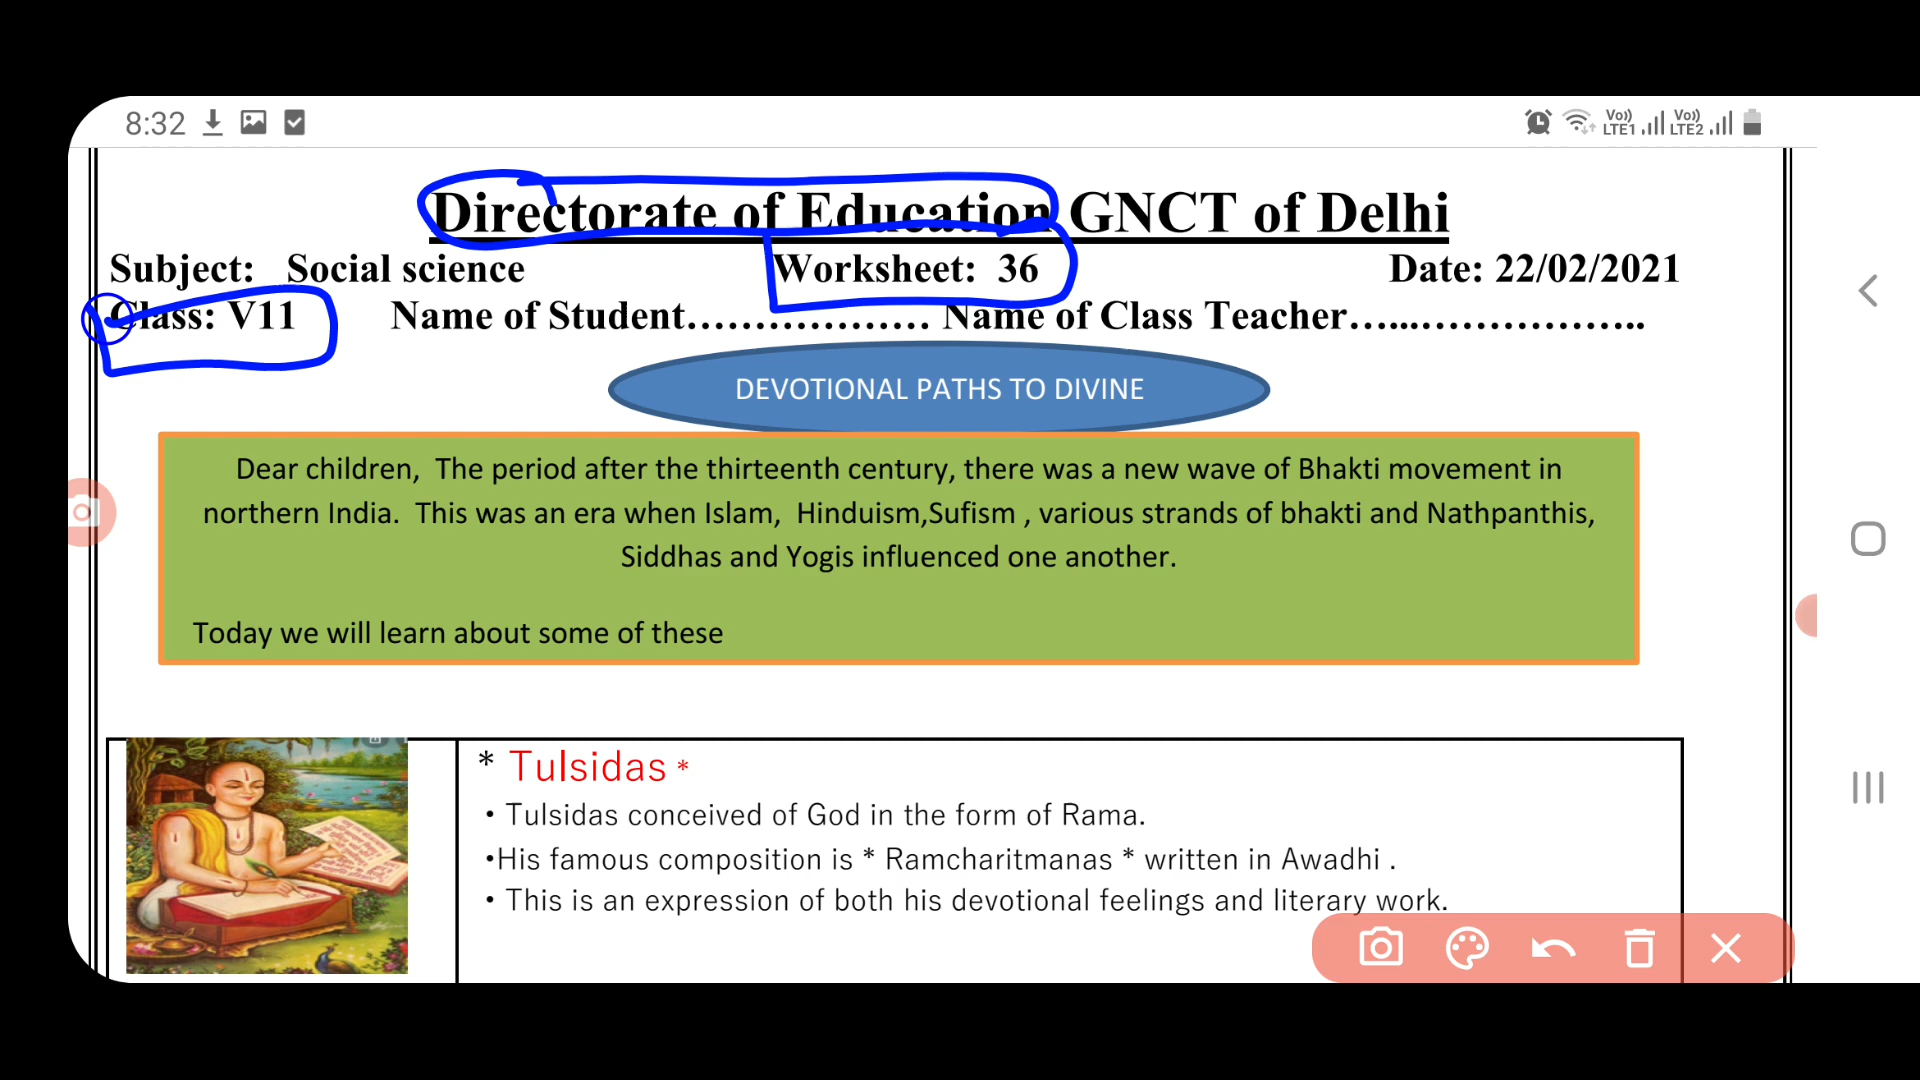 8:32
Vo)) LTE1 Vo)) LTE2
Directorate of Education GNCT of Delhi
Subject: Social science Worksheet: 36 Date: 22/02/2021
Class: V11 Name of Student.................. Name of Class Teacher......................
DEVOTIONAL PATHS TO DIVINE
Dear children, The period after the thirteenth century, there was a new wave of Bhakti movement in
northern India. This was an era when Islam, Hinduism,Sufism , various strands of bhakti and Nathpanthis,
Siddhas and Yogis influenced one another.
Today we will learn about some of these
* Tulsidas *
• Tulsidas conceived of God in the form of Rama.
•His famous composition is * Ramcharitmanas * written in Awadhi .
• This is an expression of both his devotional feelings and literary work.